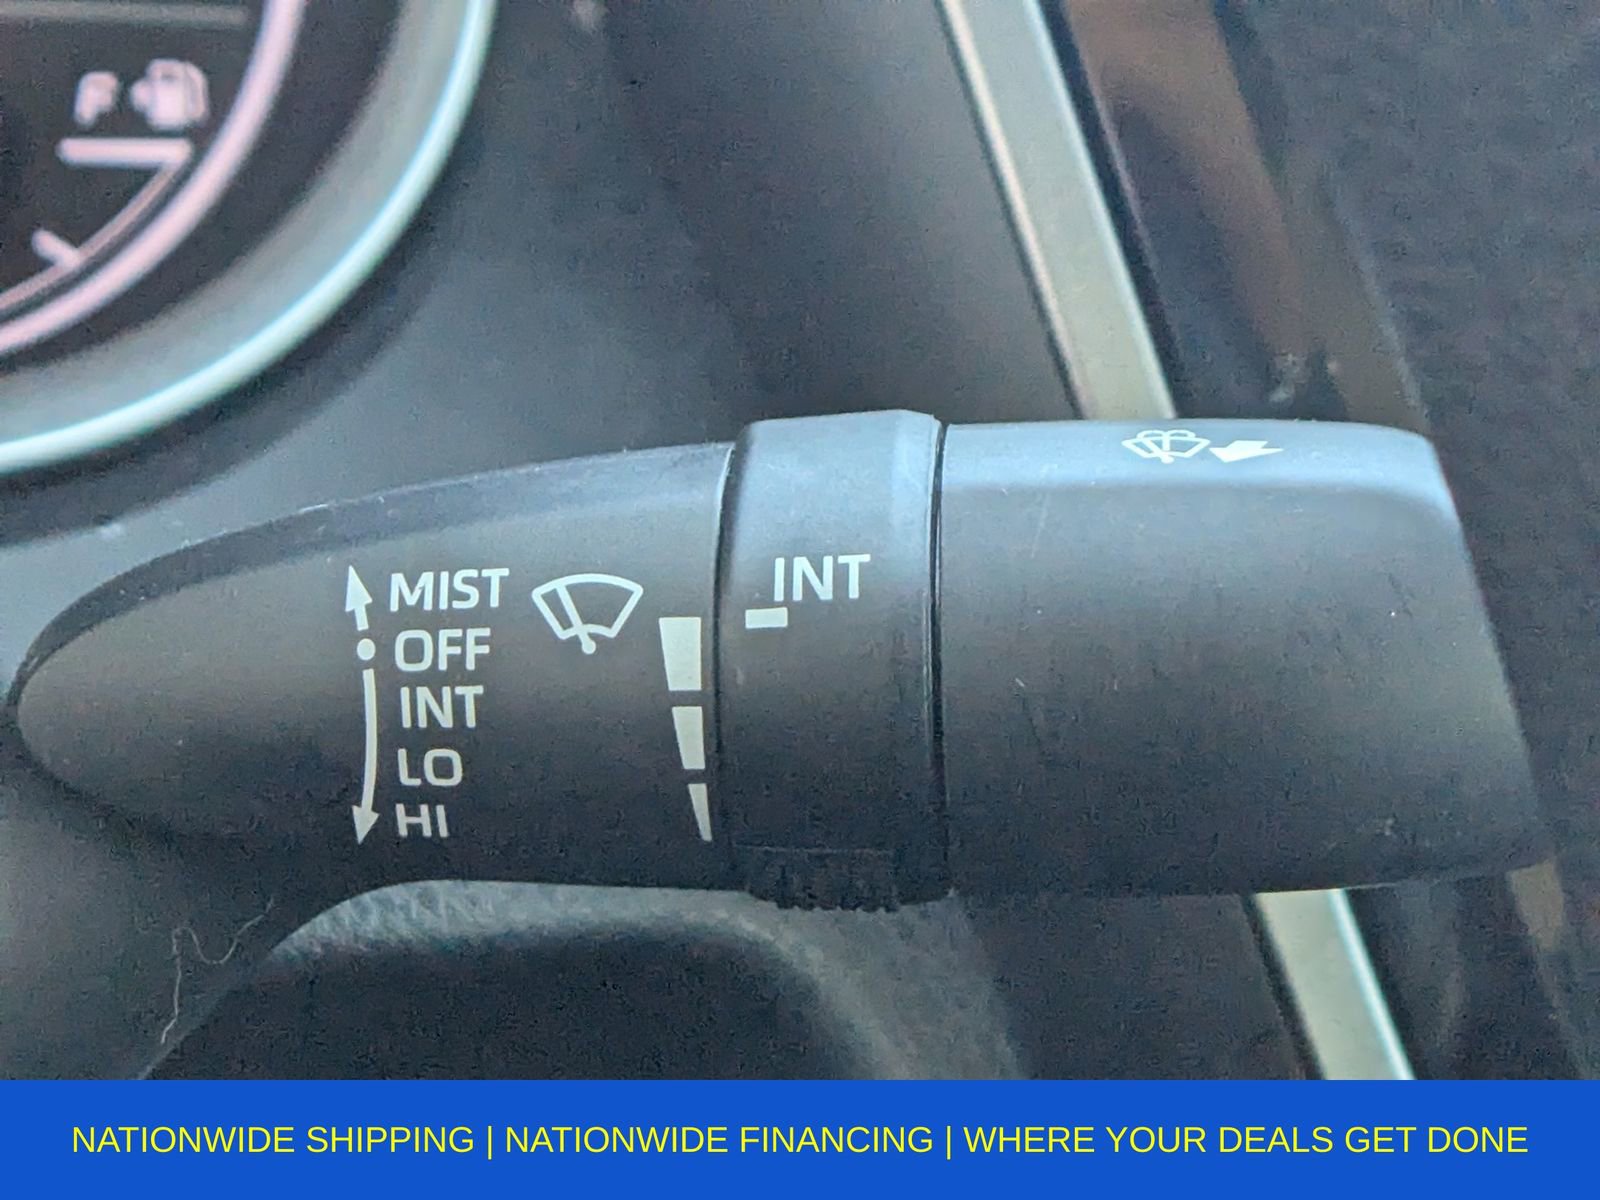 F
MIST
OFF
INT
LO
HI
INT
NATIONWIDE SHIPPING | NATIONWIDE FINANCING | WHERE YOUR DEALS GET DONE